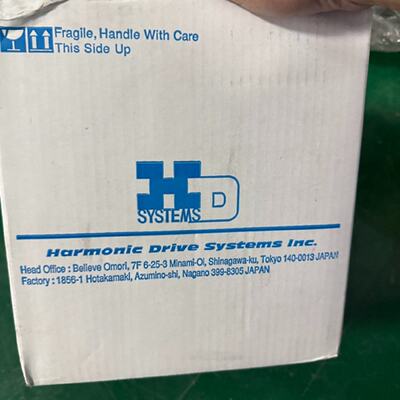 Fragile, Handle With Care
This Side Up
HD
SYSTEMS
Harmonic Drive Systems Inc.
Head Office : Believe Omori, 7F 6-25-3 Minami-Oi, Shinagawa-ku, Tokyo 140-0013 JAPAN
Factory : 1856-1 Hotakamaki, Azumino-shi, Nagano 399-8305 JAPAN